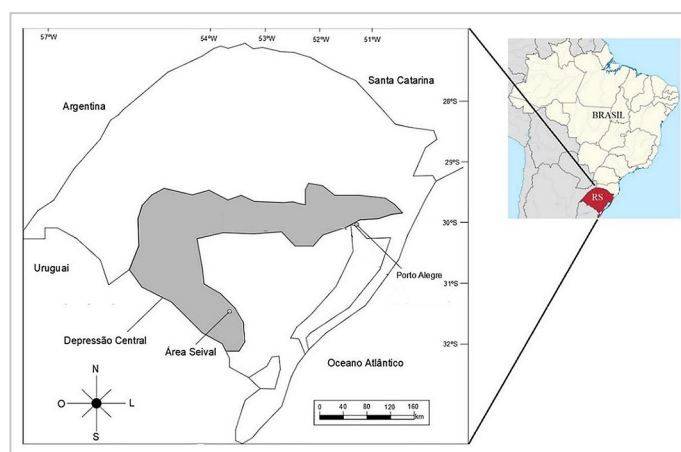 57°W
54°W
53°W
52°W
51°W
Santa Catarina
Argentina
28°S
29°S
30°S
31°S
32°S
Porto Alegre
Uruguai
Depressão Central
Área Seival
Oceano Atlântico
N
O
L
S
0 40 80 120 160
km
BRASIL
RS